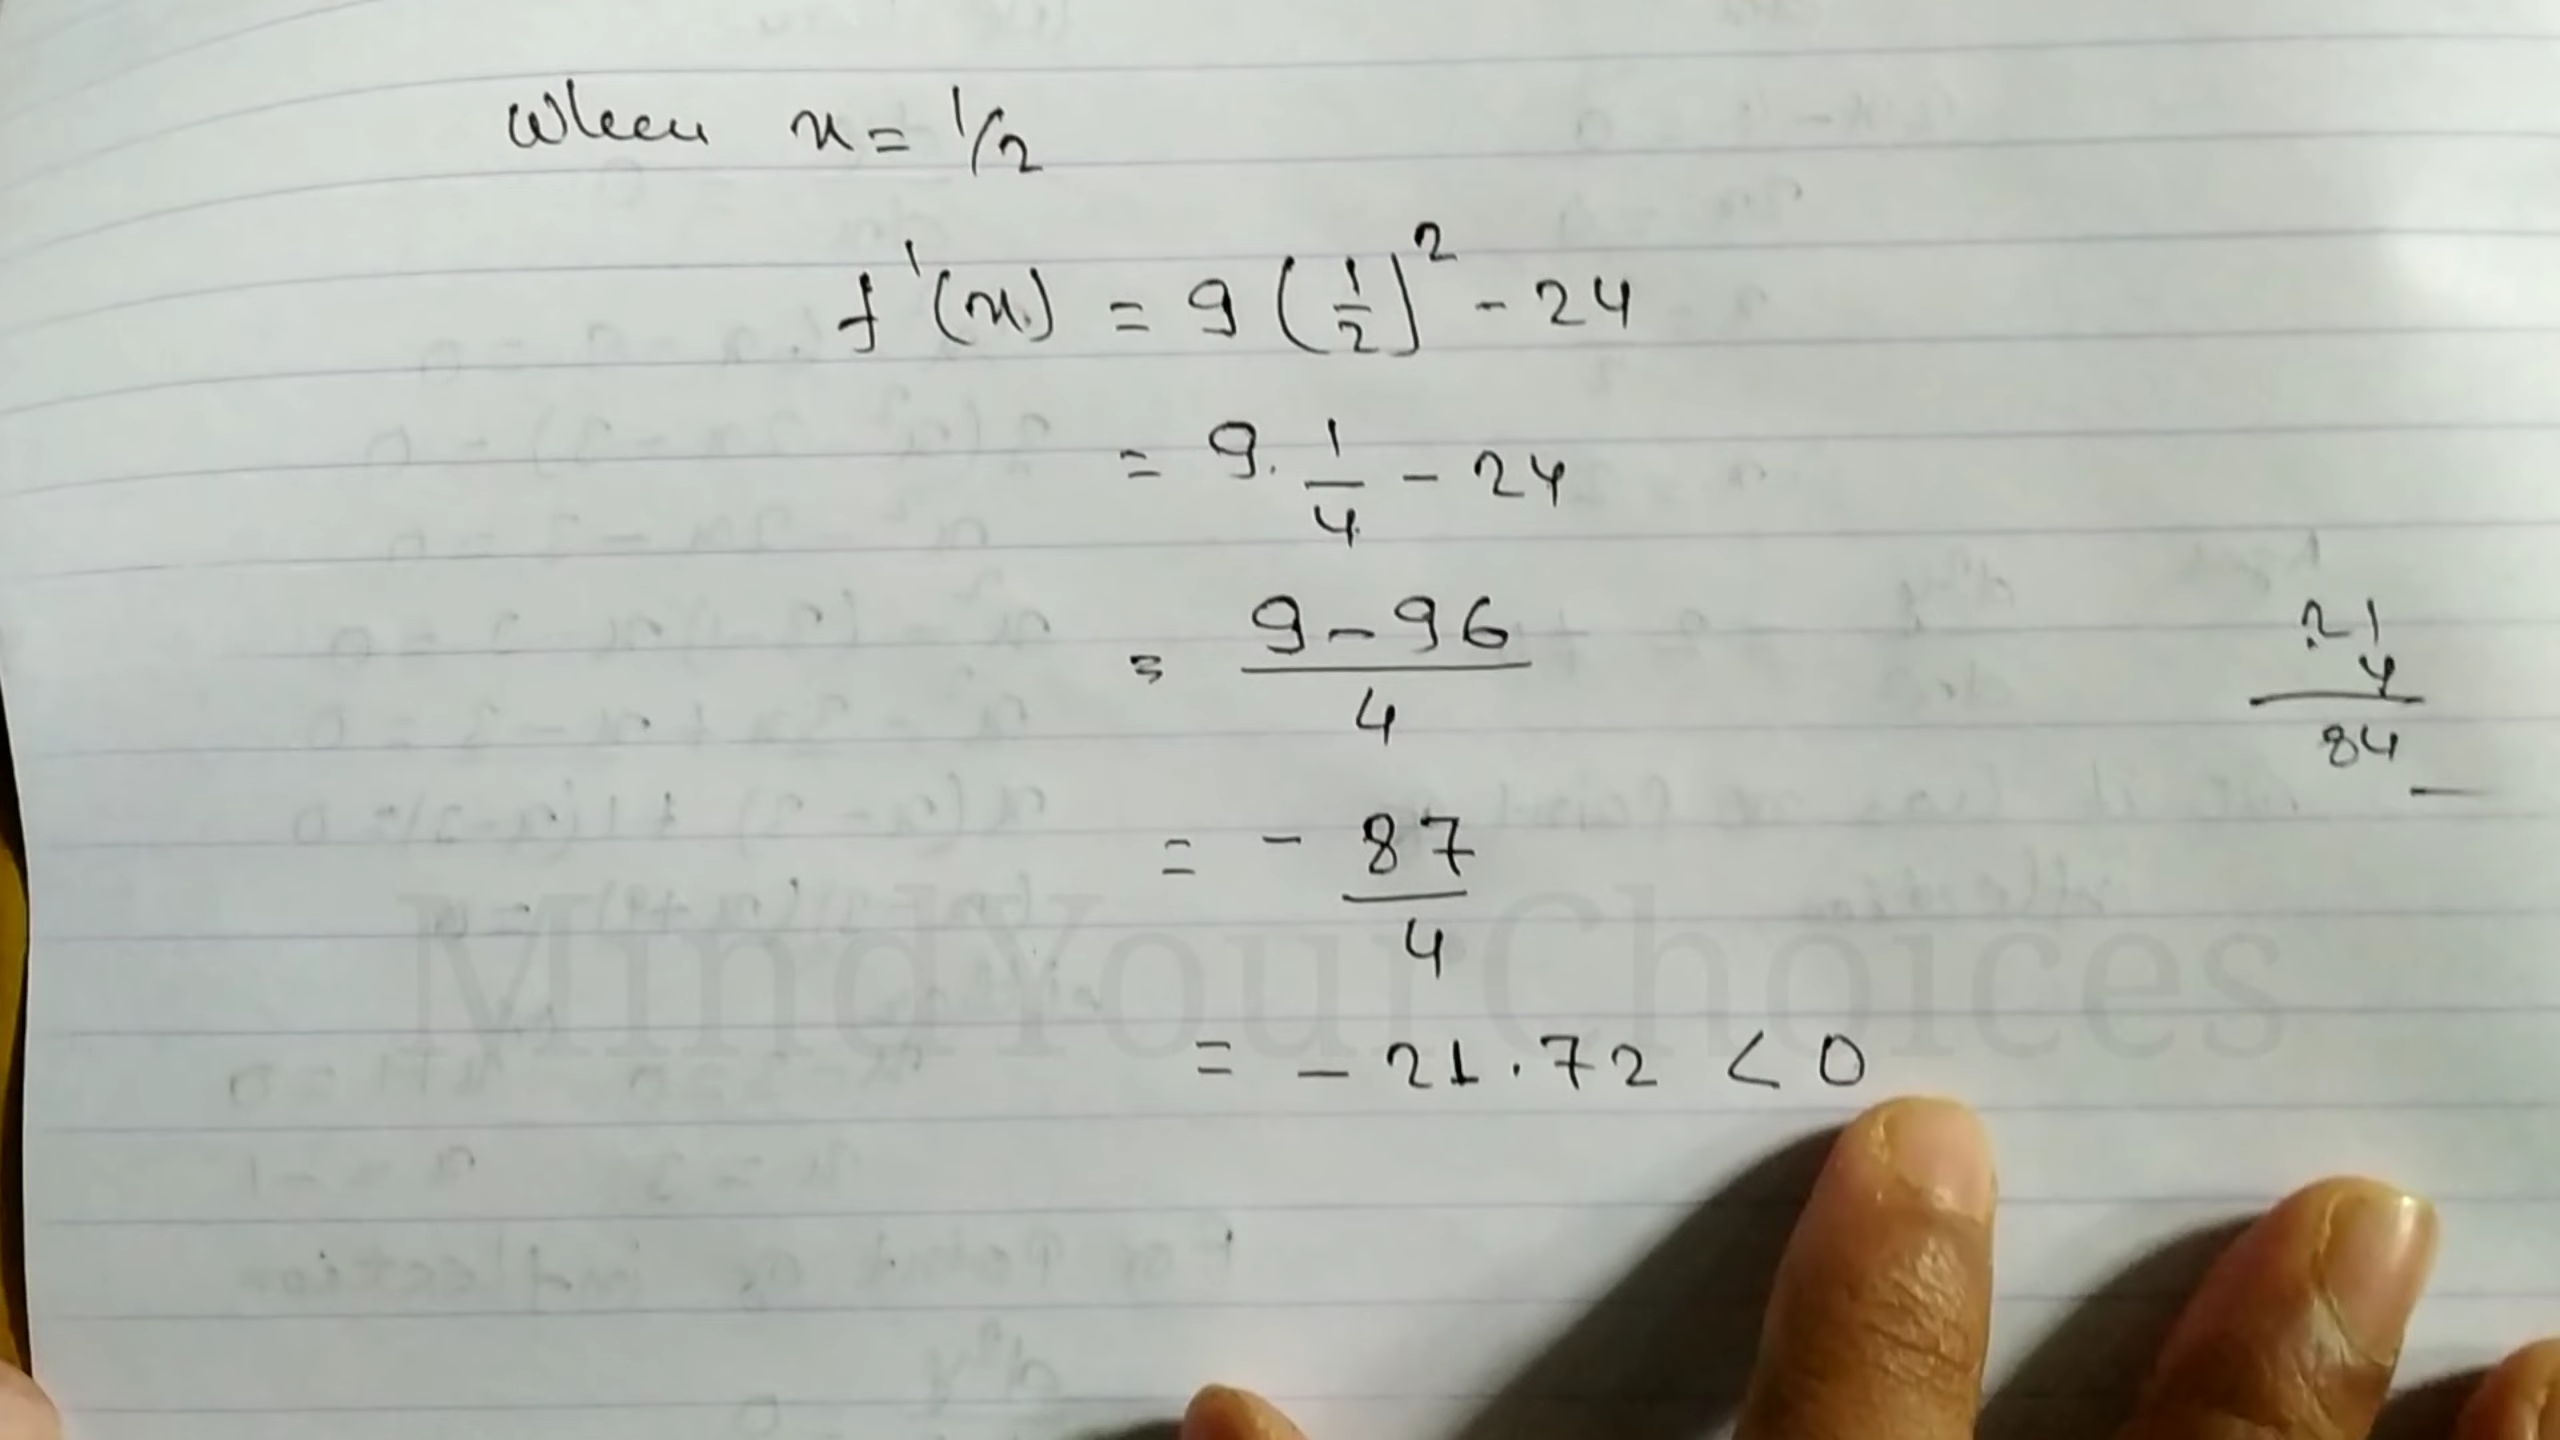 When x = 1/2
f'(x) = 9 (1/2)² - 24
= 9 . 1/4 - 24
= 9 - 96 / 4
= - 87 / 4
= - 21.72 < 0
21
4
84
MindYourChoices